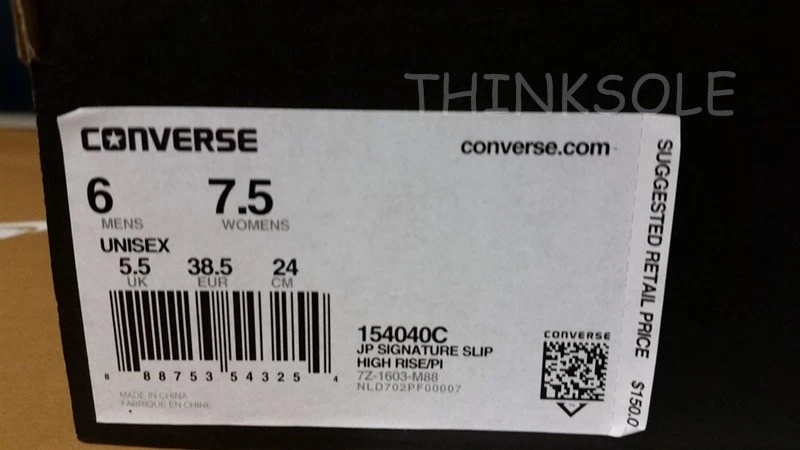 THINKSOLE
CONVERSE
converse.com
6 7.5
MENS WOMENS
UNISEX
5.5 38.5 24
UK EUR CM
8 88753 54325 4
MADE IN CHINA
FABRIQUE EN CHINE
154040C
JP SIGNATURE SLIP
HIGH RISE/PI
7Z-1603-M88
NLD702PF00007
CONVERSE
SUGGESTED RETAIL PRICE $150.0